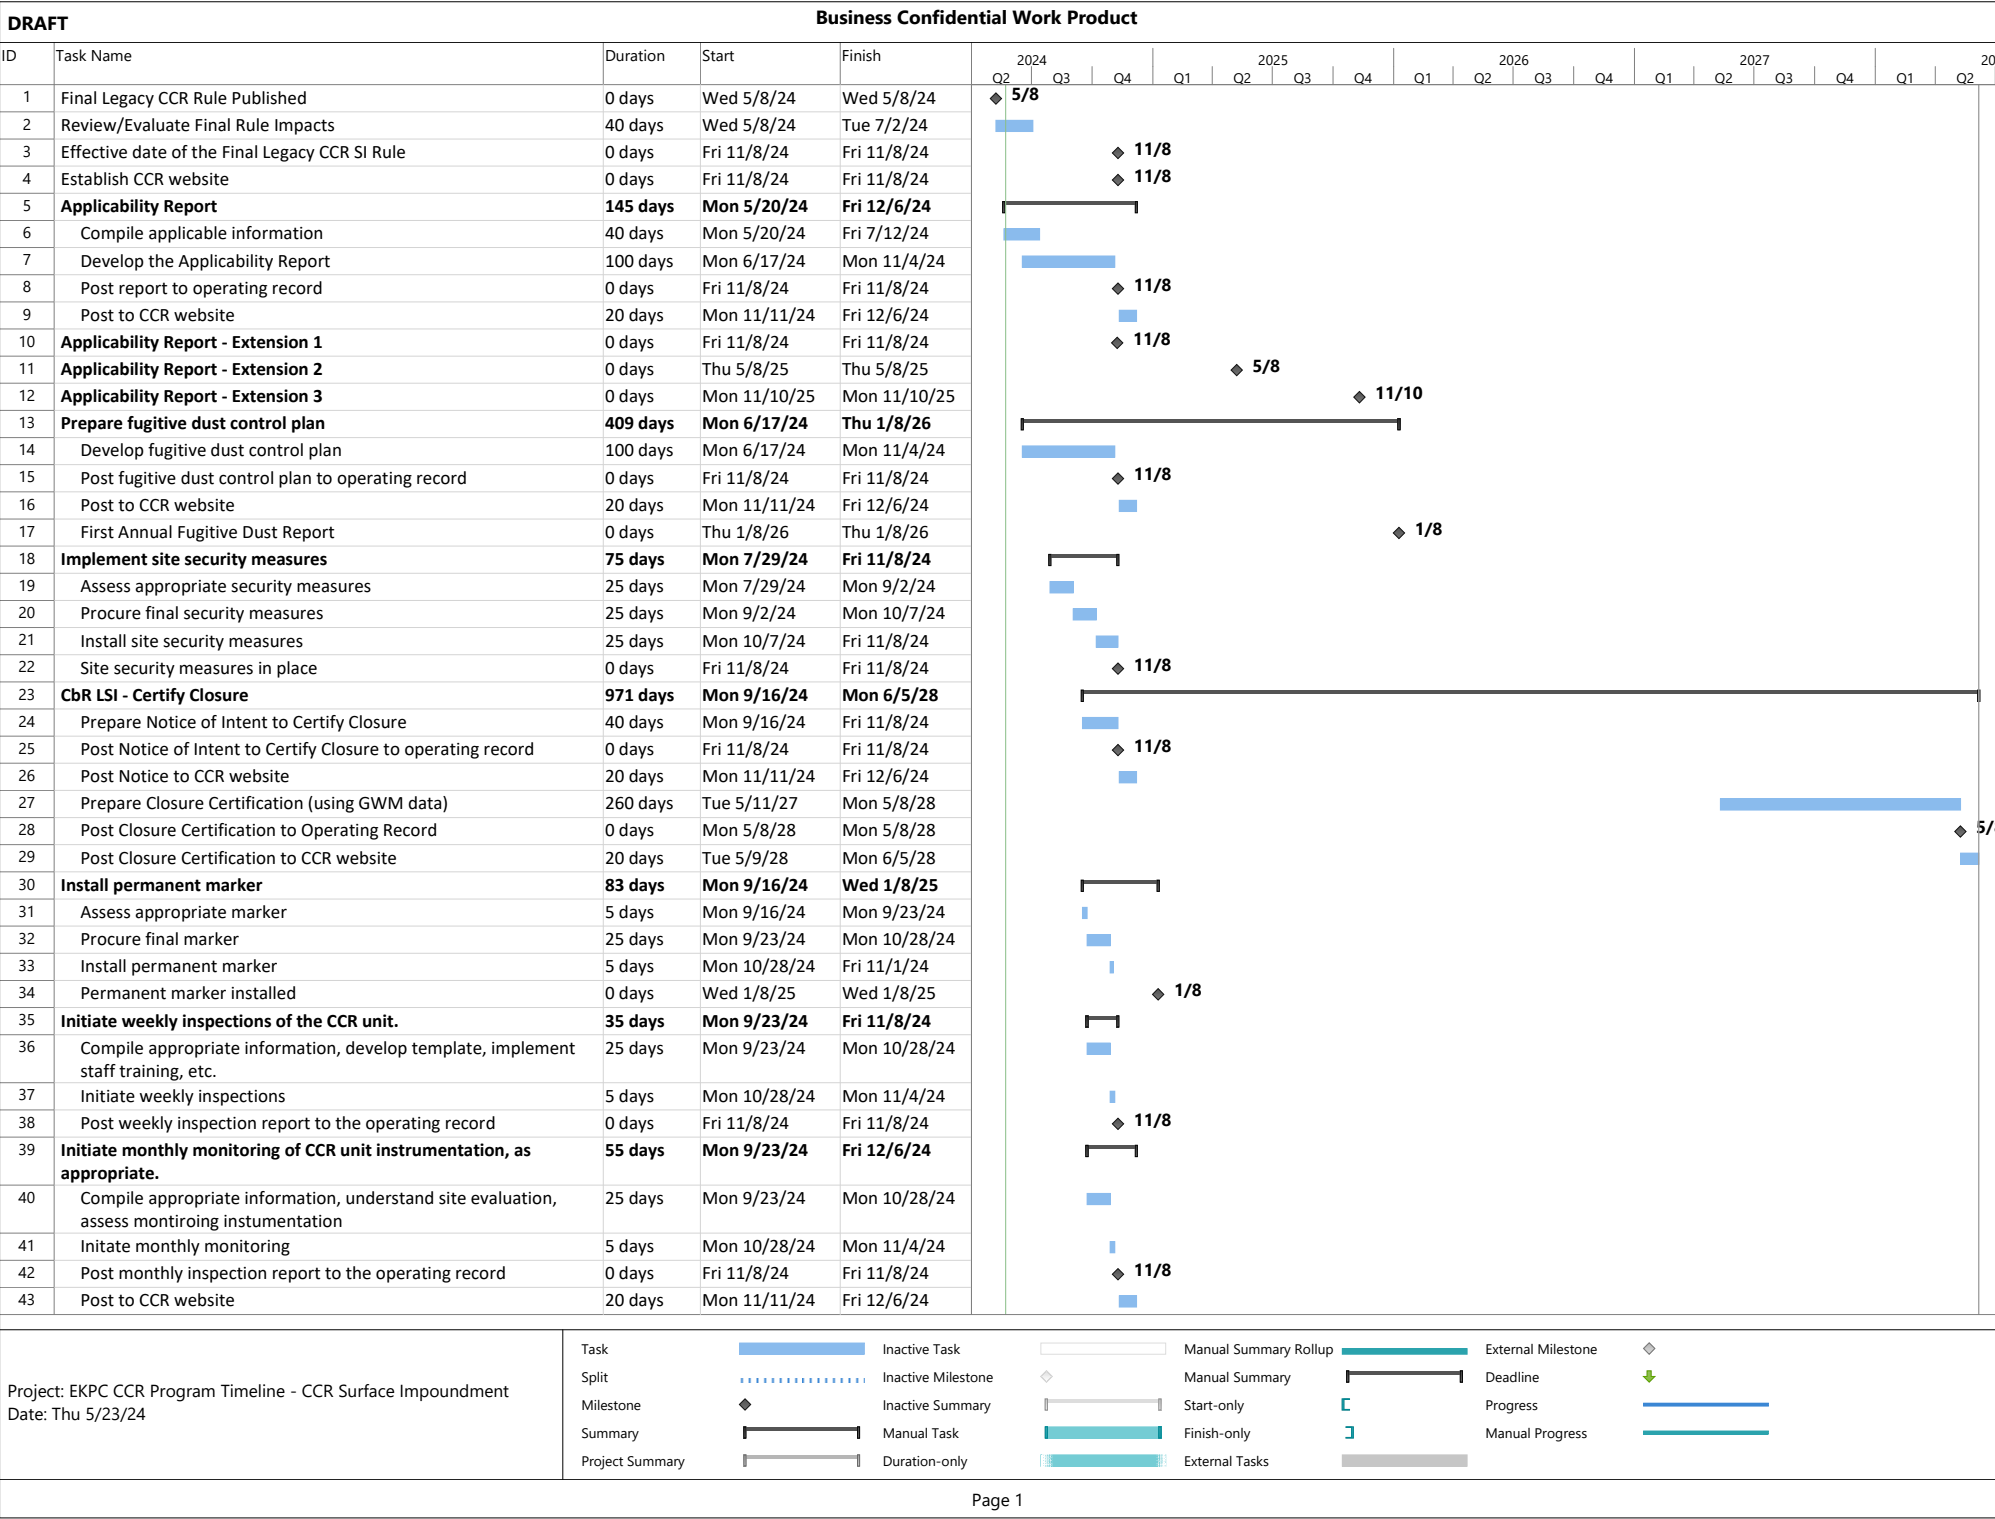 DRAFT
Business Confidential Work Product
ID Task Name Duration Start Finish
2024 2025 2026 2027 20
Q2 Q3 Q4 Q1 Q2 Q3 Q4 Q1 Q2 Q3 Q4 Q1 Q2 Q3 Q4 Q1 Q2
1 Final Legacy CCR Rule Published 0 days Wed 5/8/24 Wed 5/8/24 5/8
2 Review/Evaluate Final Rule Impacts 40 days Wed 5/8/24 Tue 7/2/24
3 Effective date of the Final Legacy CCR SI Rule 0 days Fri 11/8/24 Fri 11/8/24 11/8
4 Establish CCR website 0 days Fri 11/8/24 Fri 11/8/24 11/8
5 Applicability Report 145 days Mon 5/20/24 Fri 12/6/24
6 Compile applicable information 40 days Mon 5/20/24 Fri 7/12/24
7 Develop the Applicability Report 100 days Mon 6/17/24 Mon 11/4/24
8 Post report to operating record 0 days Fri 11/8/24 Fri 11/8/24 11/8
9 Post to CCR website 20 days Mon 11/11/24 Fri 12/6/24
10 Applicability Report - Extension 1 0 days Fri 11/8/24 Fri 11/8/24 11/8
11 Applicability Report - Extension 2 0 days Thu 5/8/25 Thu 5/8/25 5/8
12 Applicability Report - Extension 3 0 days Mon 11/10/25 Mon 11/10/25 11/10
13 Prepare fugitive dust control plan 409 days Mon 6/17/24 Thu 1/8/26
14 Develop fugitive dust control plan 100 days Mon 6/17/24 Mon 11/4/24
15 Post fugitive dust control plan to operating record 0 days Fri 11/8/24 Fri 11/8/24 11/8
16 Post to CCR website 20 days Mon 11/11/24 Fri 12/6/24
17 First Annual Fugitive Dust Report 0 days Thu 1/8/26 Thu 1/8/26 1/8
18 Implement site security measures 75 days Mon 7/29/24 Fri 11/8/24
19 Assess appropriate security measures 25 days Mon 7/29/24 Mon 9/2/24
20 Procure final security measures 25 days Mon 9/2/24 Mon 10/7/24
21 Install site security measures 25 days Mon 10/7/24 Fri 11/8/24
22 Site security measures in place 0 days Fri 11/8/24 Fri 11/8/24 11/8
23 CbR LSI - Certify Closure 971 days Mon 9/16/24 Mon 6/5/28
24 Prepare Notice of Intent to Certify Closure 40 days Mon 9/16/24 Fri 11/8/24
25 Post Notice of Intent to Certify Closure to operating record 0 days Fri 11/8/24 Fri 11/8/24 11/8
26 Post Notice to CCR website 20 days Mon 11/11/24 Fri 12/6/24
27 Prepare Closure Certification (using GWM data) 260 days Tue 5/11/27 Mon 5/8/28
28 Post Closure Certification to Operating Record 0 days Mon 5/8/28 Mon 5/8/28 5/
29 Post Closure Certification to CCR website 20 days Tue 5/9/28 Mon 6/5/28
30 Install permanent marker 83 days Mon 9/16/24 Wed 1/8/25
31 Assess appropriate marker 5 days Mon 9/16/24 Mon 9/23/24
32 Procure final marker 25 days Mon 9/23/24 Mon 10/28/24
33 Install permanent marker 5 days Mon 10/28/24 Fri 11/1/24
34 Permanent marker installed 0 days Wed 1/8/25 Wed 1/8/25 1/8
35 Initiate weekly inspections of the CCR unit. 35 days Mon 9/23/24 Fri 11/8/24
36 Compile appropriate information, develop template, implement 25 days Mon 9/23/24 Mon 10/28/24
staff training, etc.
37 Initiate weekly inspections 5 days Mon 10/28/24 Mon 11/4/24
38 Post weekly inspection report to the operating record 0 days Fri 11/8/24 Fri 11/8/24 11/8
39 Initiate monthly monitoring of CCR unit instrumentation, as 55 days Mon 9/23/24 Fri 12/6/24
appropriate.
40 Compile appropriate information, understand site evaluation, 25 days Mon 9/23/24 Mon 10/28/24
assess montiroing instumentation
41 Initate monthly monitoring 5 days Mon 10/28/24 Mon 11/4/24
42 Post monthly inspection report to the operating record 0 days Fri 11/8/24 Fri 11/8/24 11/8
43 Post to CCR website 20 days Mon 11/11/24 Fri 12/6/24
Project: EKPC CCR Program Timeline - CCR Surface Impoundment
Date: Thu 5/23/24
Task Inactive Task Manual Summary Rollup External Milestone
Split Inactive Milestone Manual Summary Deadline
Milestone Inactive Summary Start-only Progress
Summary Manual Task Finish-only Manual Progress
Project Summary Duration-only External Tasks
Page 1